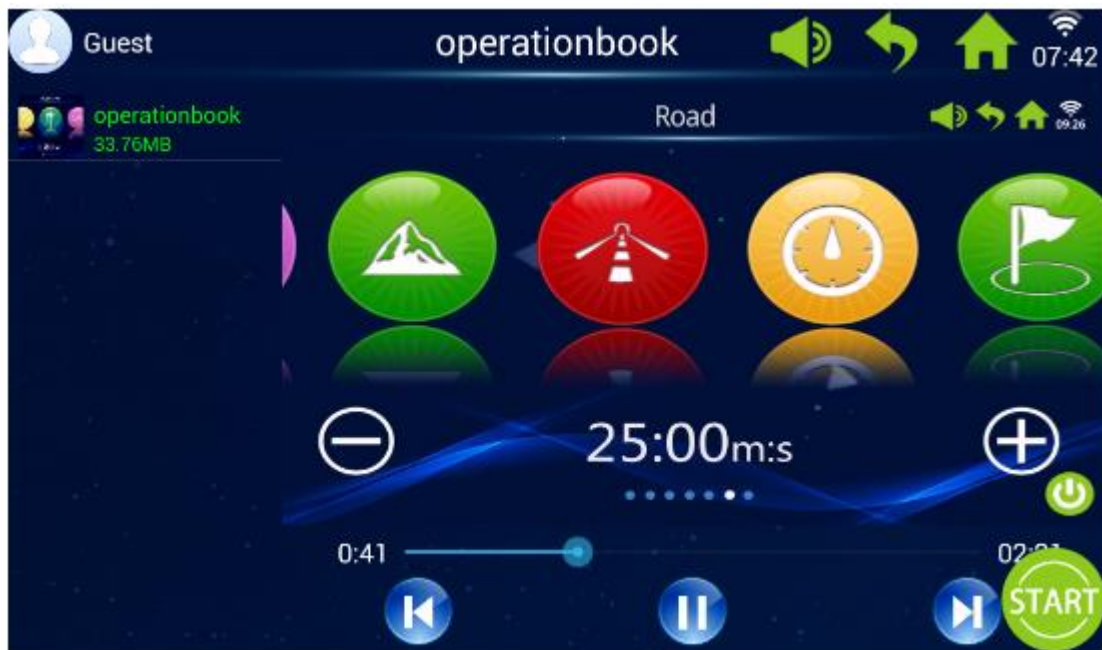 Guest
operationbook
07:42
operationbook
33.76MB
Road
09.26
25:00m:s
0:41
START